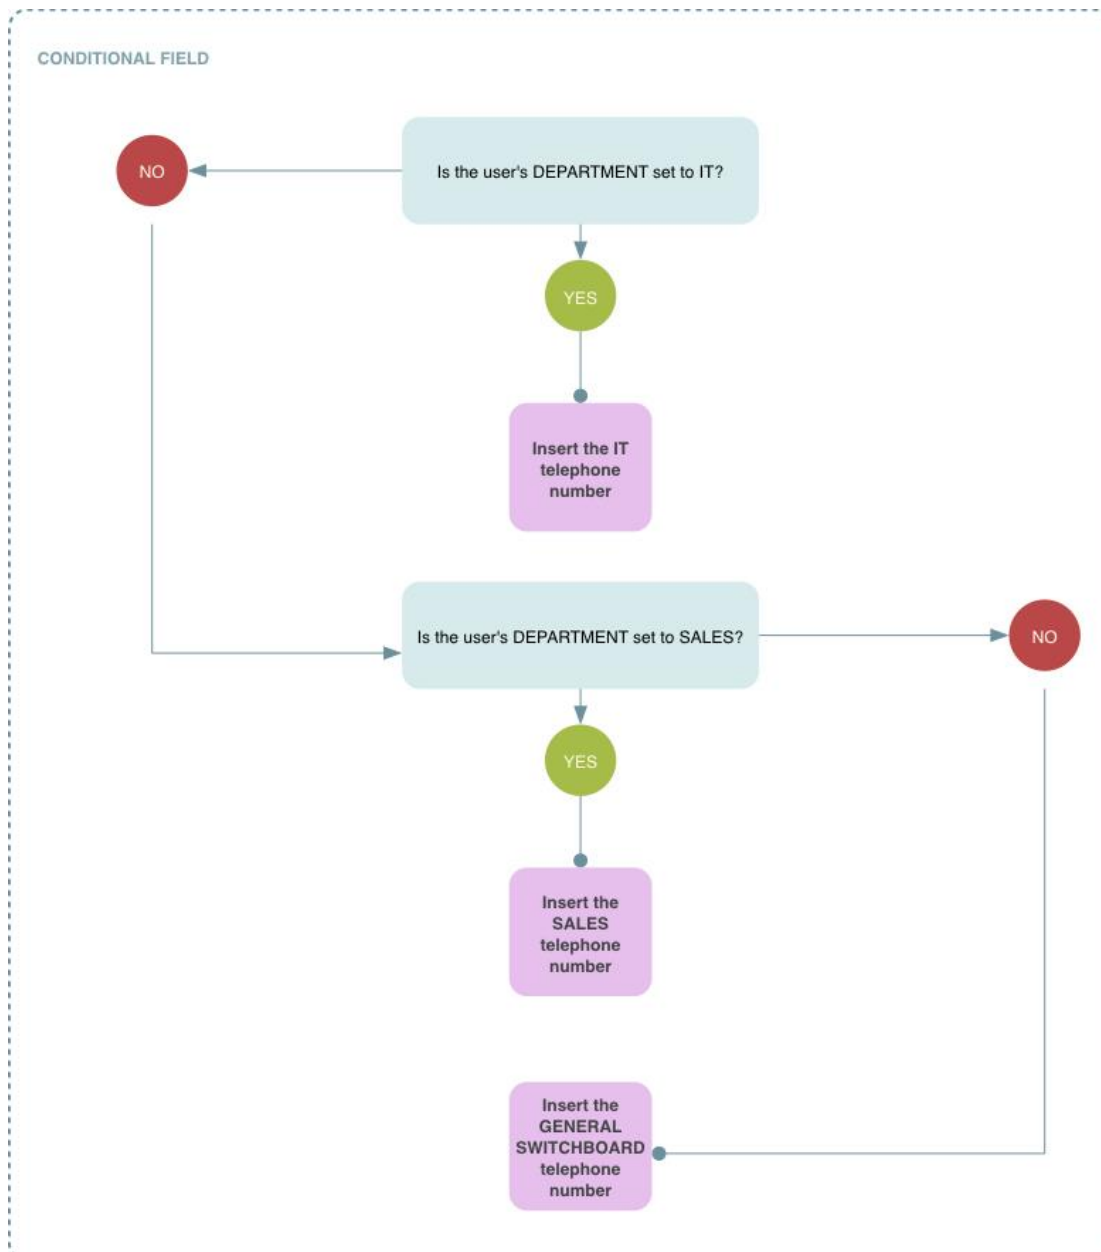 CONDITIONAL FIELD
NO
Is the user's DEPARTMENT set to IT?
YES
Insert the IT
telephone
number
Is the user's DEPARTMENT set to SALES?
NO
YES
Insert the
SALES
telephone
number
Insert the
GENERAL
SWITCHBOARD
telephone
number